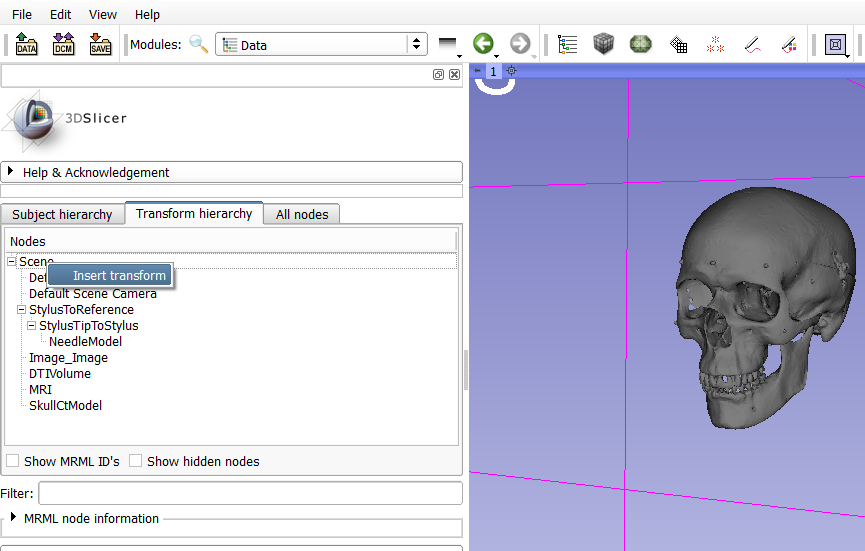 File Edit View Help
DATA DCM SAVE Modules: Data
1
3DSlicer
Help & Acknowledgement
Subject hierarchy Transform hierarchy All nodes
Nodes
Scene
Def
Insert transform
Default Scene Camera
StylusToReference
StylusTipToStylus
NeedleModel
Image_Image
DTIVolume
MRI
SkullCtModel
Show MRML ID's Show hidden nodes
Filter:
MRML node information